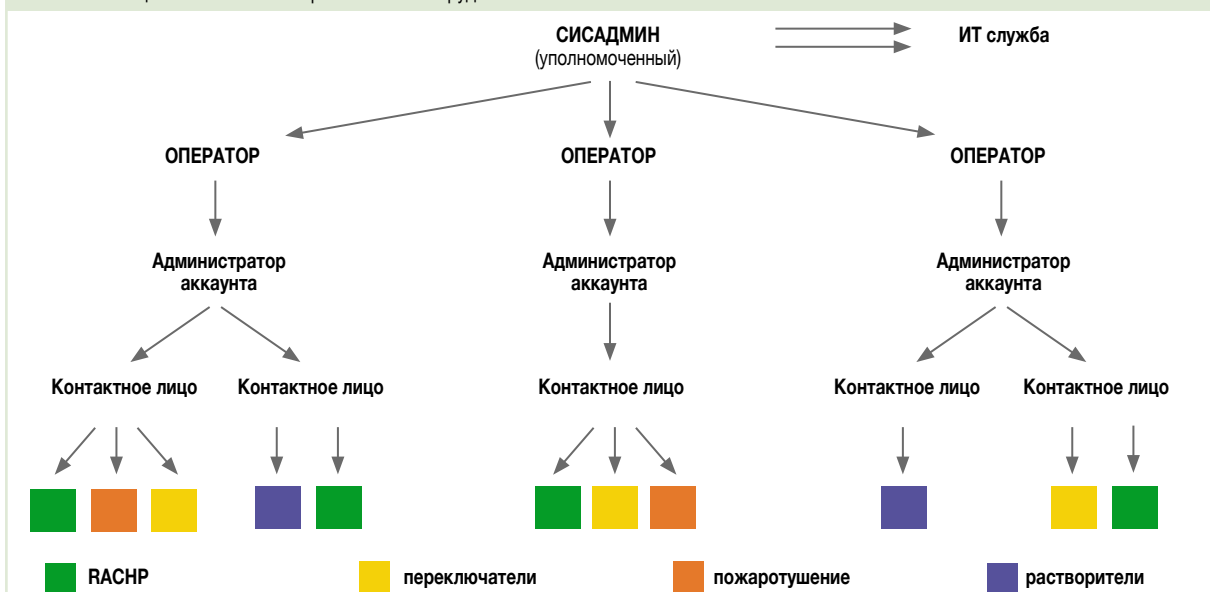 СИСАДМИН
(уполномоченный)
ИТ служба
ОПЕРАТОР
ОПЕРАТОР
ОПЕРАТОР
Администратор
аккаунта
Администратор
аккаунта
Администратор
аккаунта
Контактное лицо
Контактное лицо
Контактное лицо
Контактное лицо
Контактное лицо
RACHP
переключатели
пожаротушение
растворители